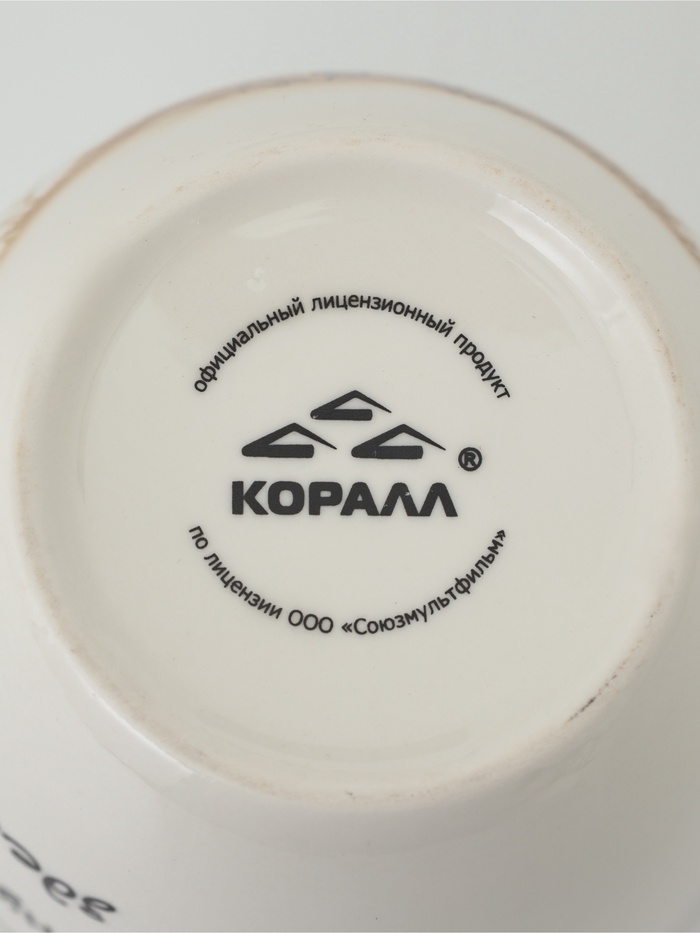 официальный лицензионный продукт
КОРАЛЛ ®
по лицензии ООО «Союзмультфильм»